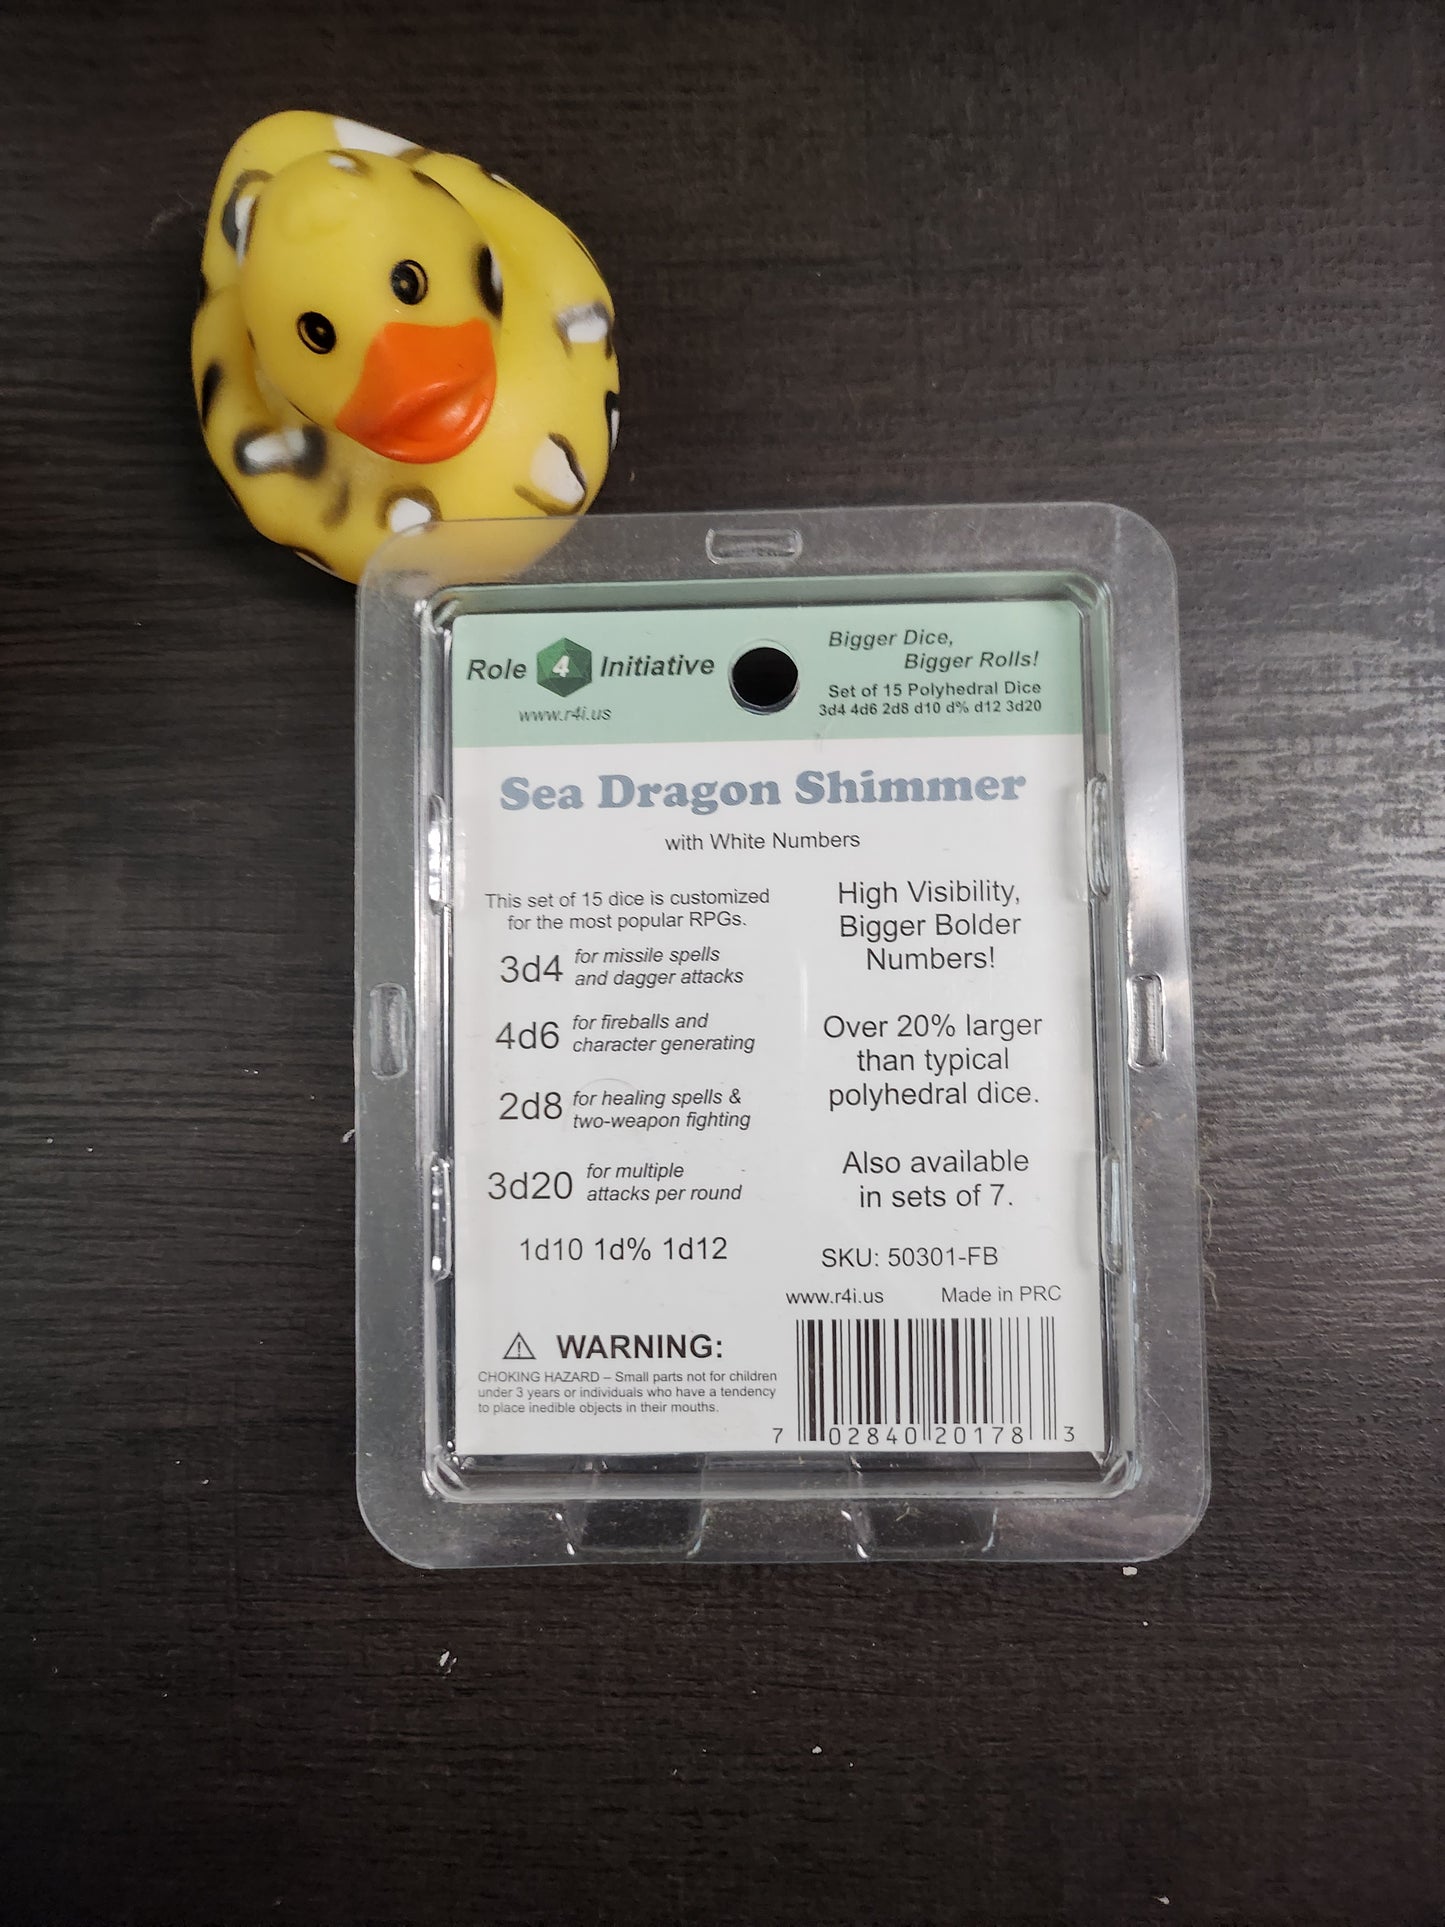 Role 4 Initiative
www.r4i.us
Bigger Dice,
Bigger Rolls!
Set of 15 Polyhedral Dice
3d4 4d6 2d8 d10 d% d12 3d20
Sea Dragon Shimmer
with White Numbers
This set of 15 dice is customized
for the most popular RPGs.
3d4 for missile spells
and dagger attacks
4d6 for fireballs and
character generating
2d8 for healing spells &
two-weapon fighting
3d20 for multiple
attacks per round
1d10 1d% 1d12
High Visibility,
Bigger Bolder
Numbers!
Over 20% larger
than typical
polyhedral dice.
Also available
in sets of 7.
SKU: 50301-FB
www.r4i.us Made in PRC
WARNING:
CHOKING HAZARD – Small parts not for children
under 3 years or individuals who have a tendency
to place inedible objects in their mouths.
7 02840 20178 3